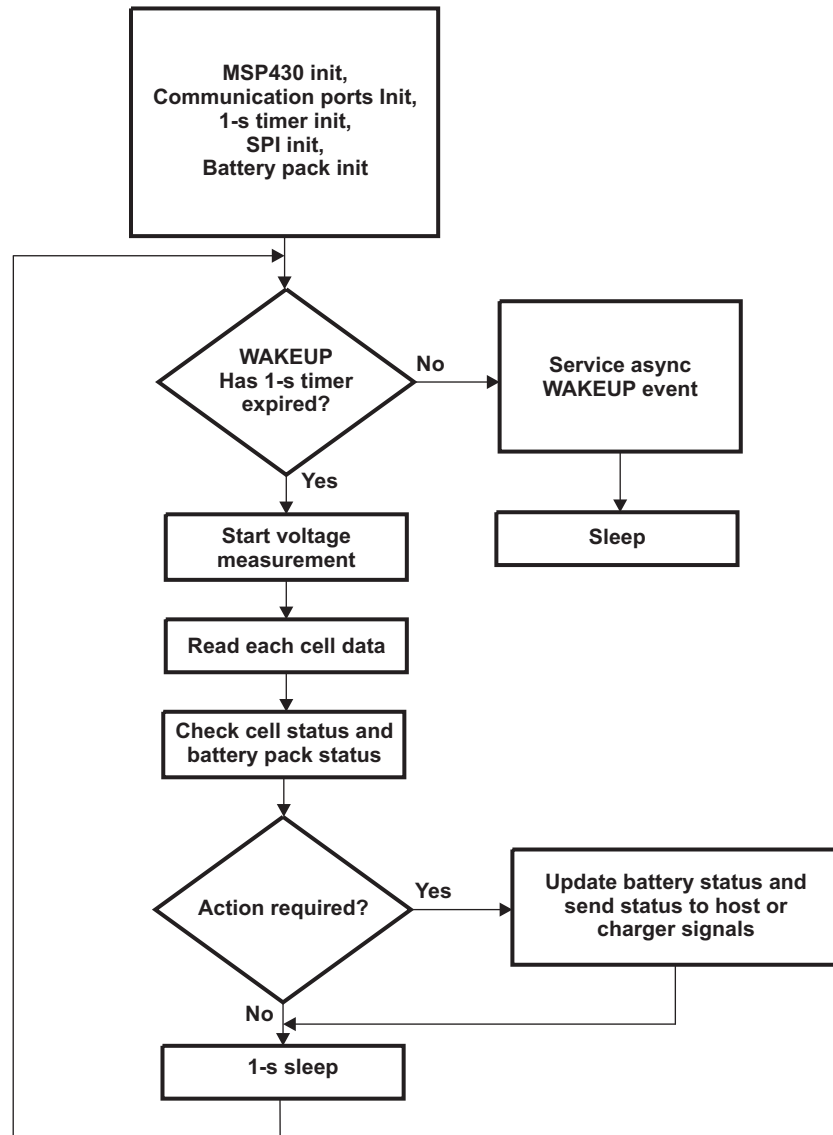 MSP430 init,
Communication ports Init,
1-s timer init,
SPI init,
Battery pack init
WAKEUP
Has 1-s timer
expired?
No
Service async
WAKEUP event
Yes
Sleep
Start voltage
measurement
Read each cell data
Check cell status and
battery pack status
Action required?
Yes
Update battery status and
send status to host or
charger signals
No
1-s sleep